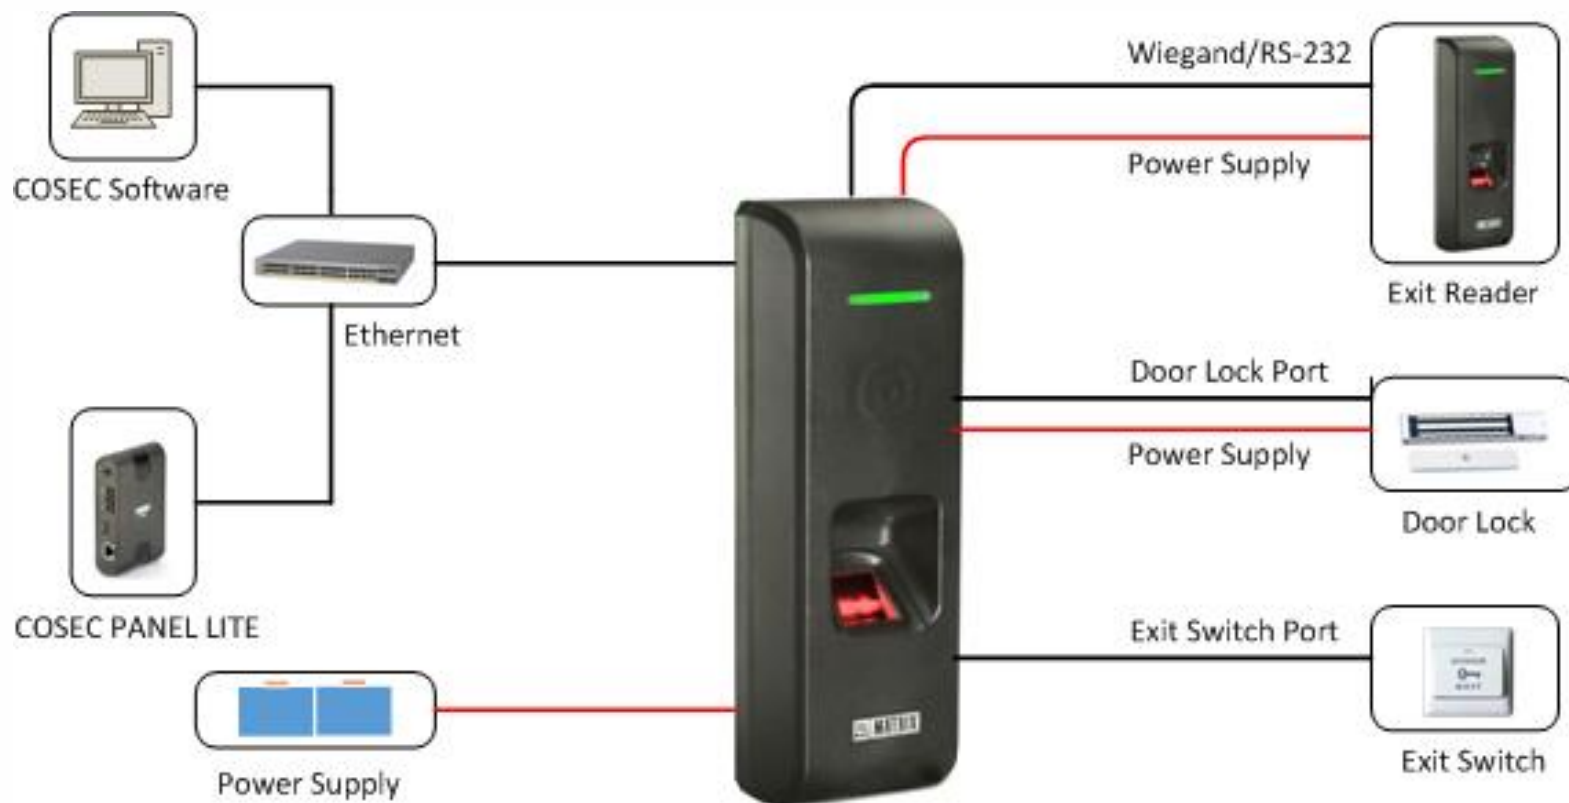 Wiegand/RS-232
Power Supply
COSEC Software
Exit Reader
Ethernet
Door Lock Port
Power Supply
Door Lock
COSEC PANEL LITE
Exit Switch Port
MATRIX
Power Supply
Exit Switch